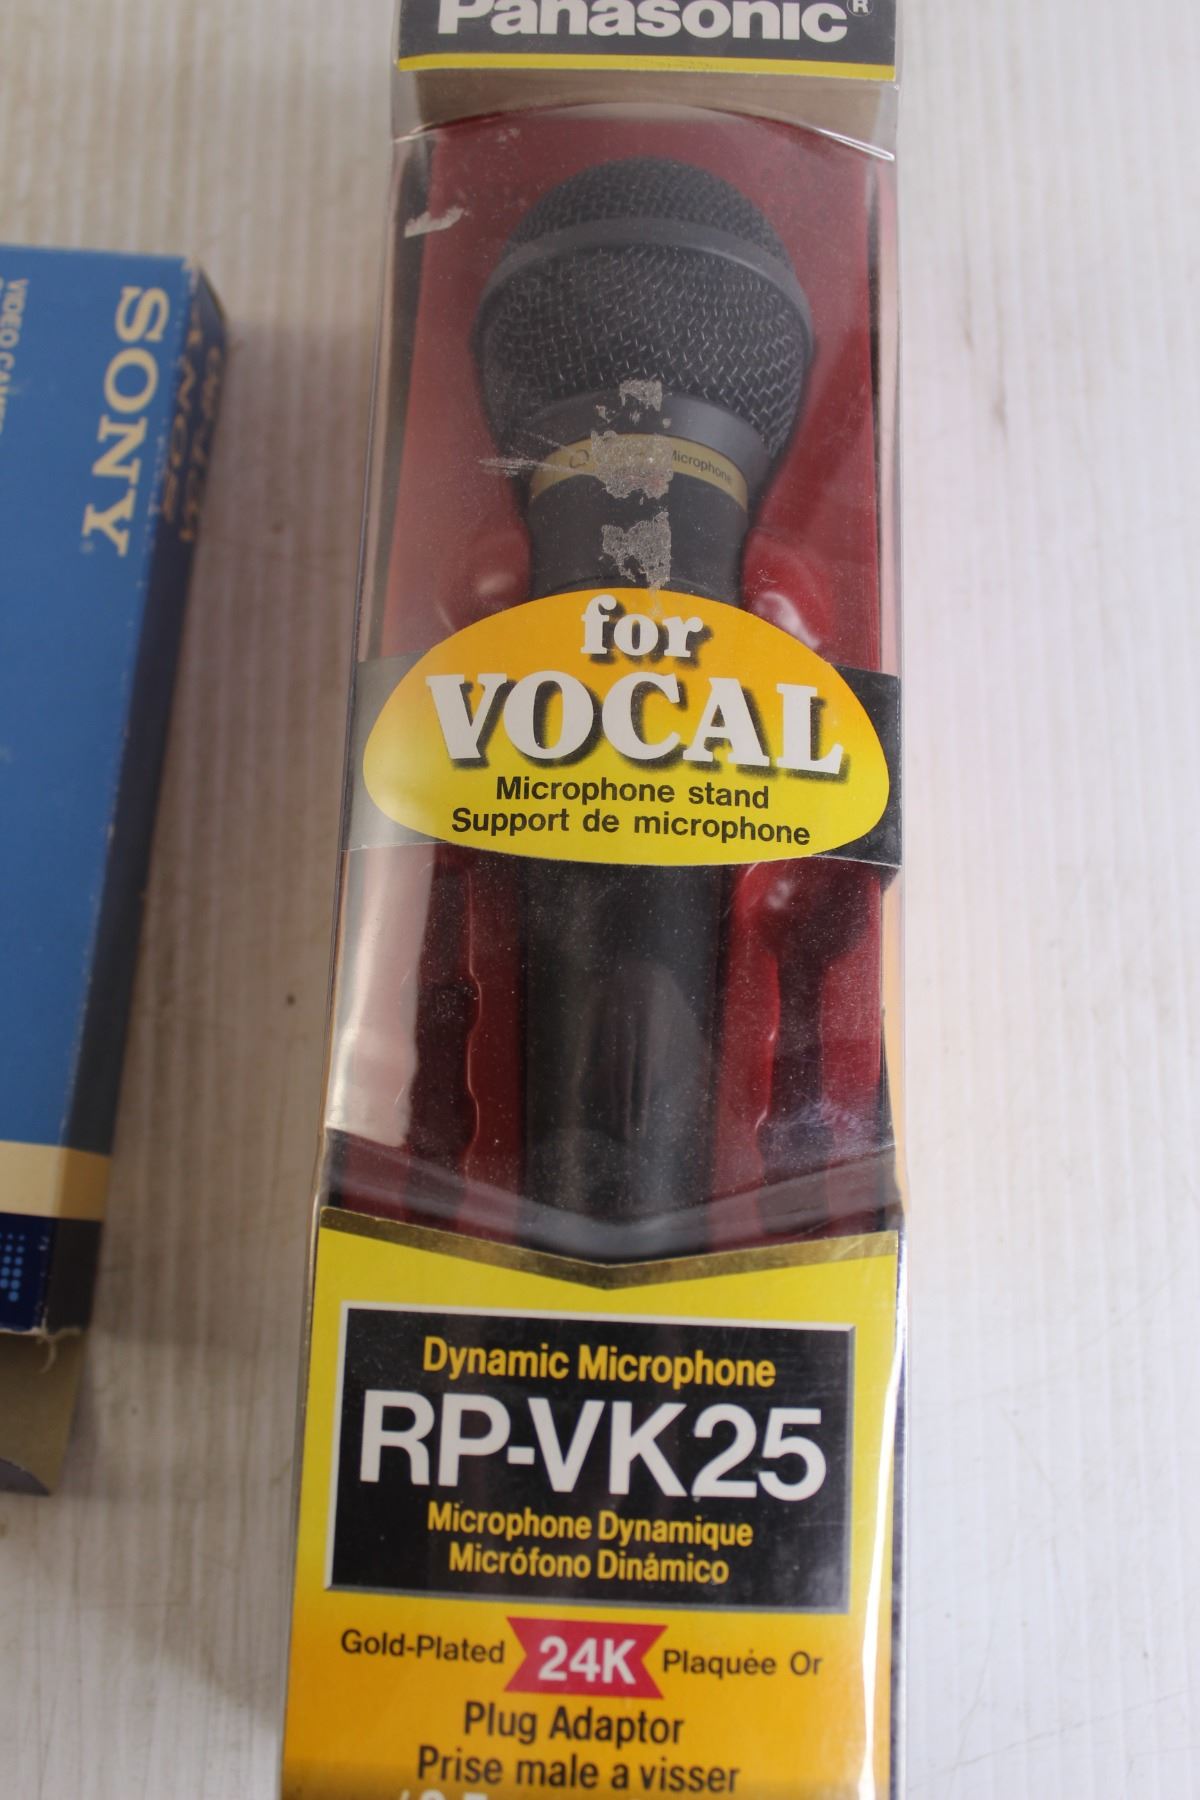 Panasonic®
Microphone
for
VOCAL
Microphone stand
Support de microphone
Dynamic Microphone
RP-VK25
Microphone Dynamique
Micrófono Dinámico
Gold-Plated 24K Plaquée Or
Plug Adaptor
Prise male a visser
SONY
VIDEO